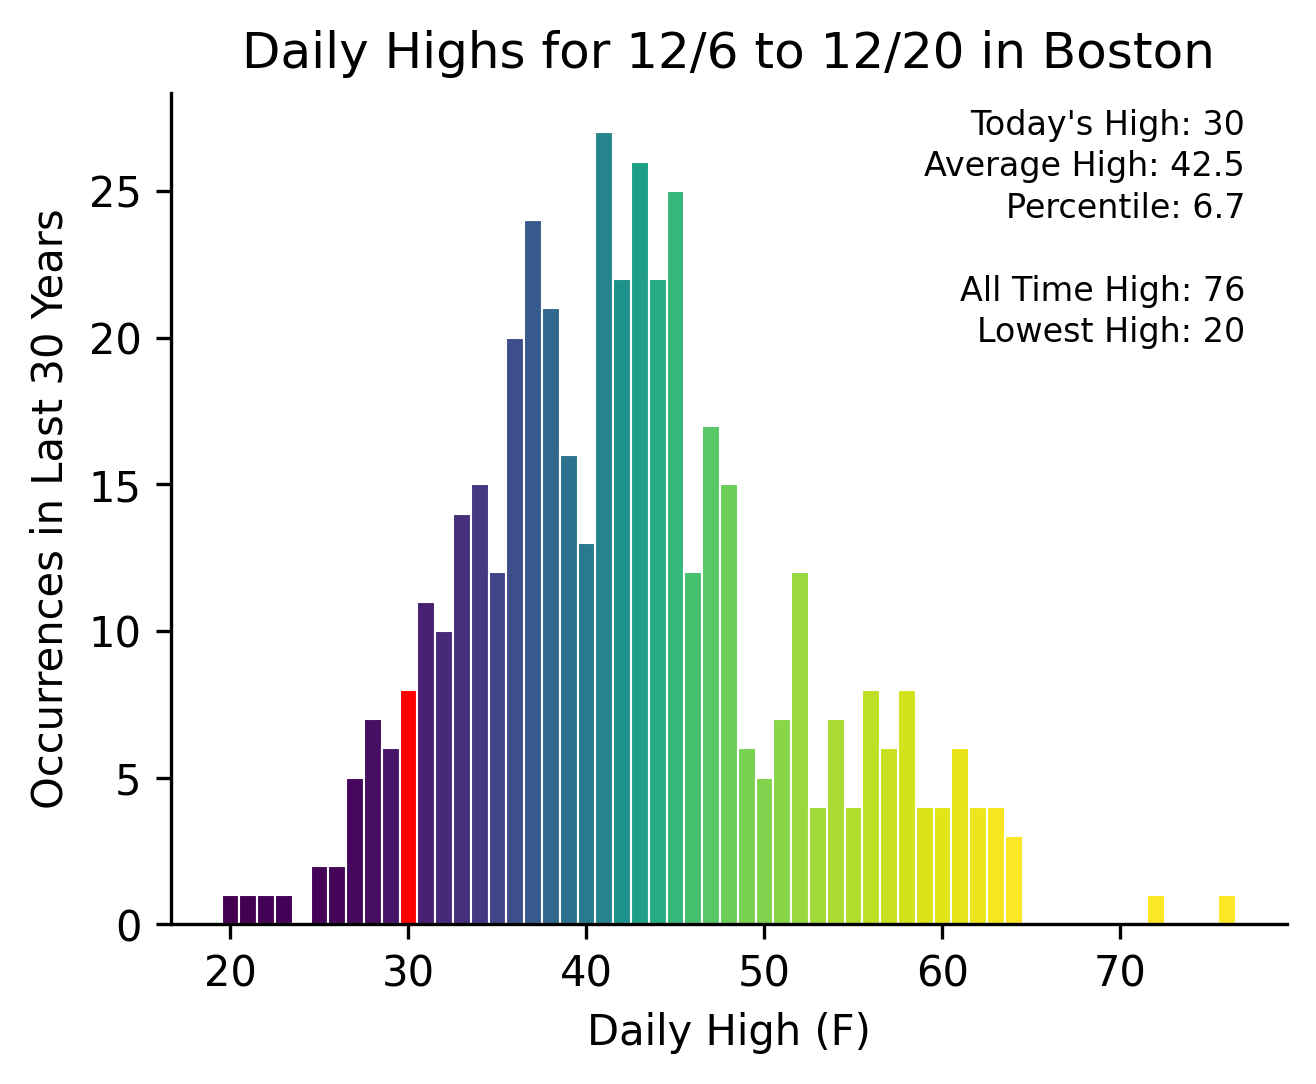 Daily Highs for 12/6 to 12/20 in Boston
Today's High: 30
Average High: 42.5
Percentile: 6.7
All Time High: 76
Lowest High: 20
Occurrences in Last 30 Years
25
20
15
10
5
0
20 30 40 50 60 70
Daily High (F)